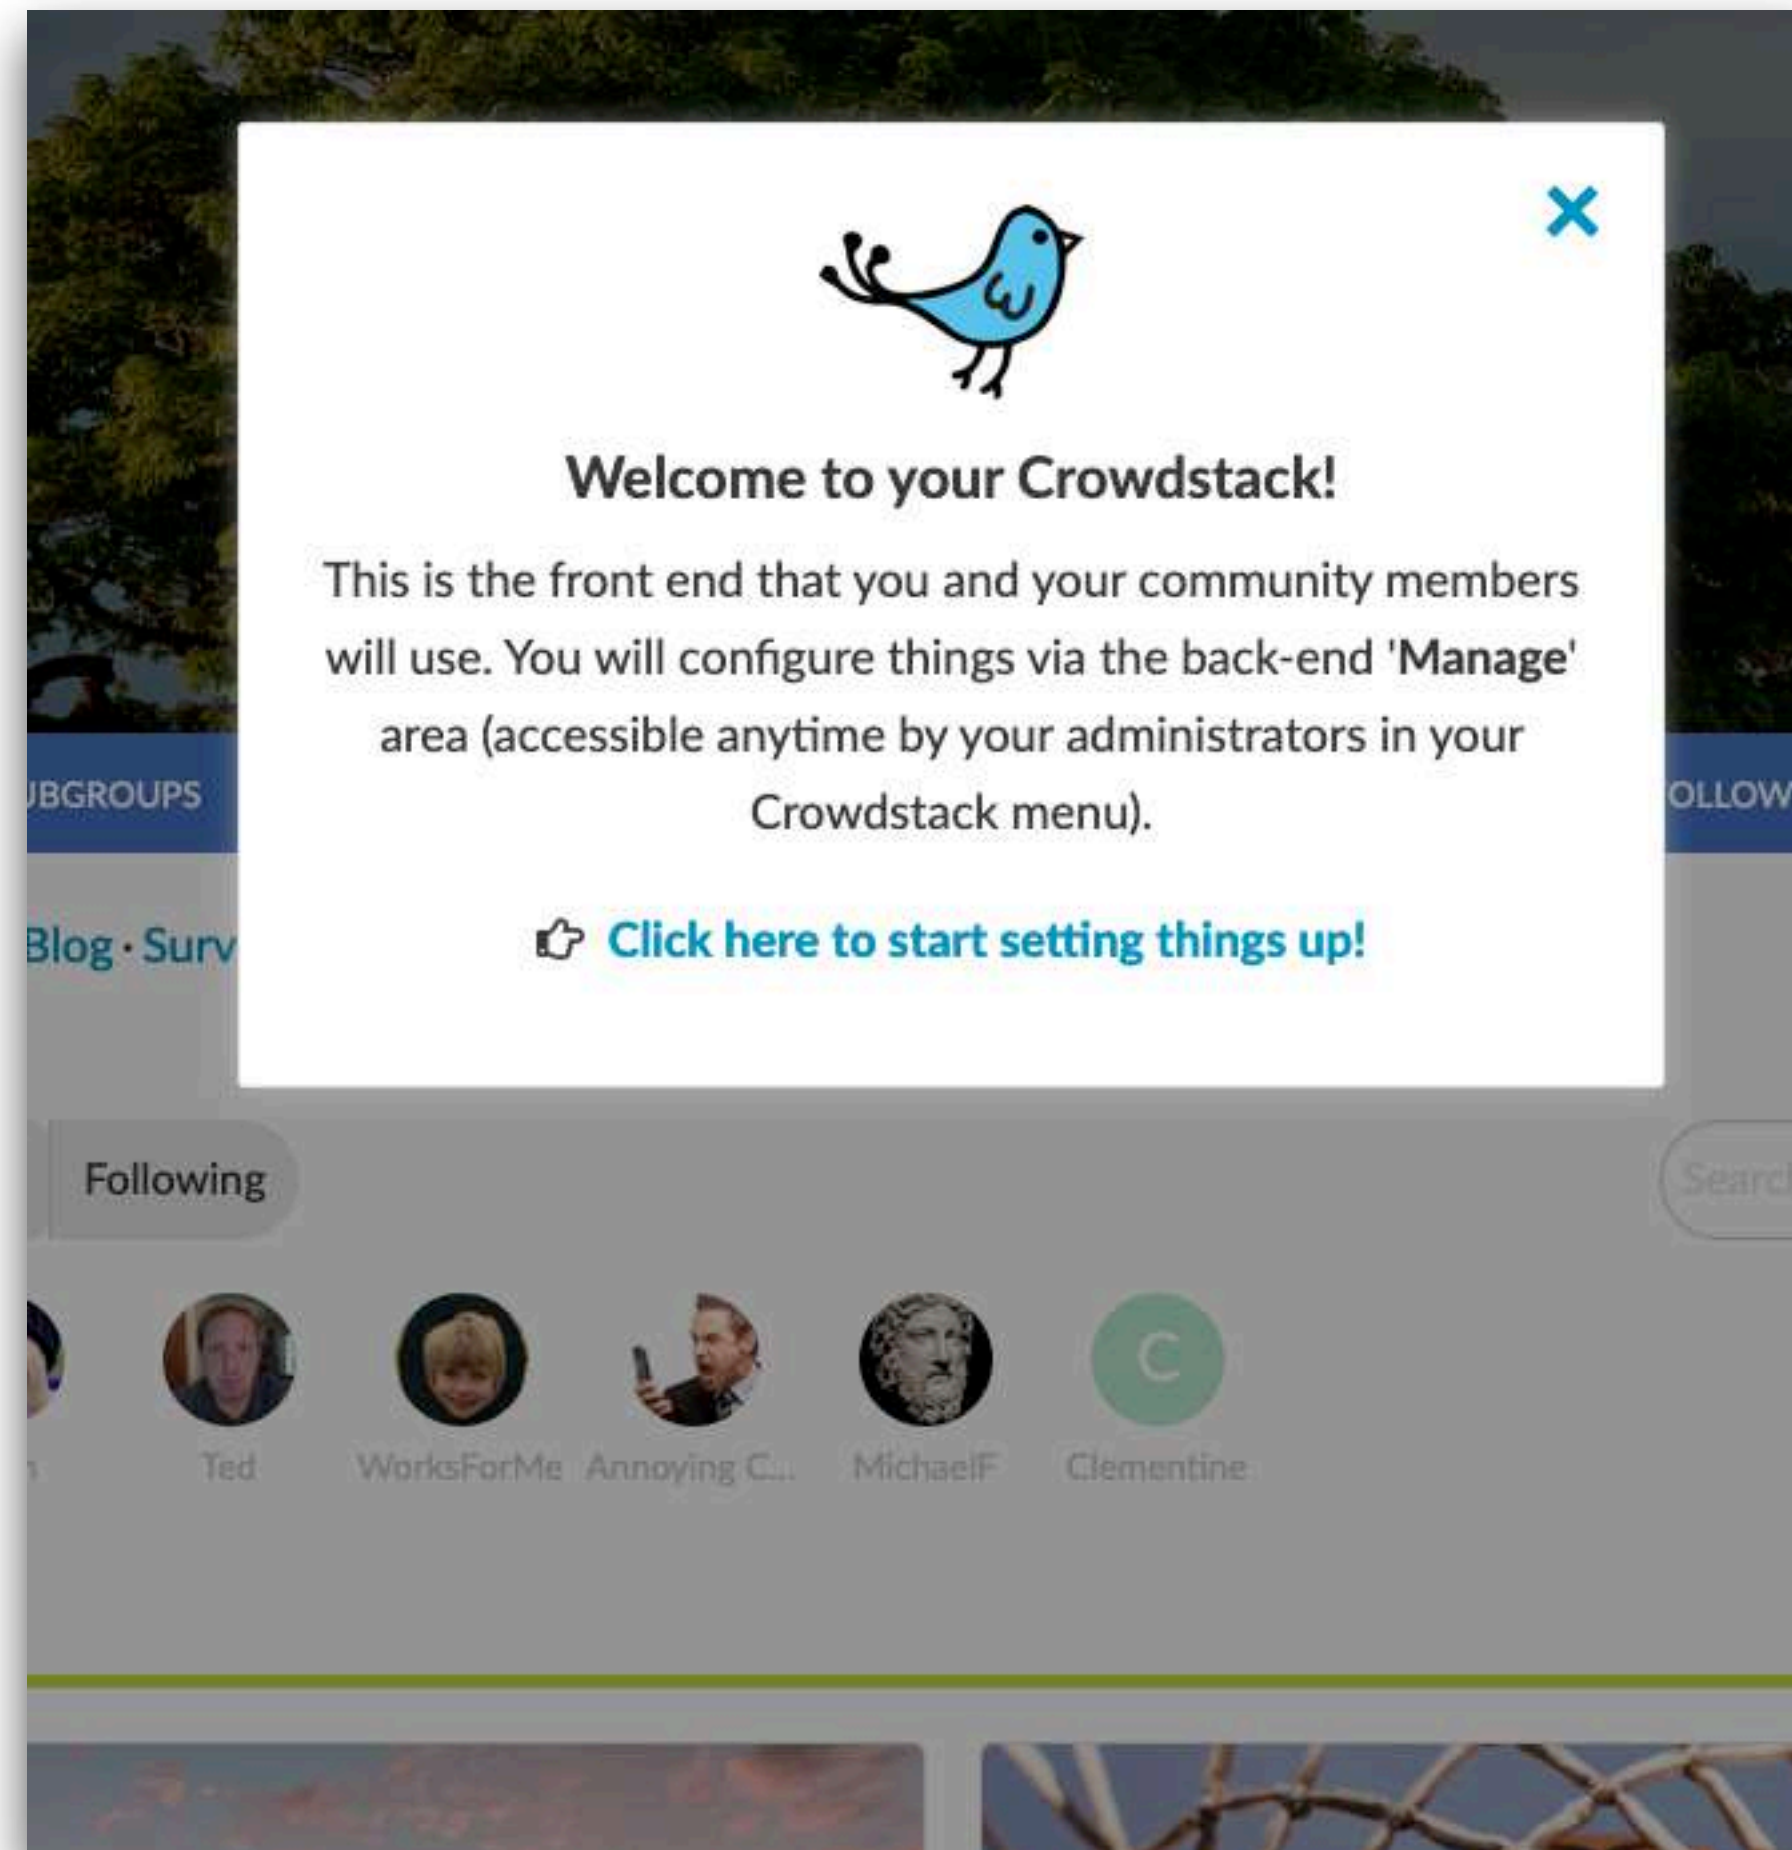 Welcome to your Crowdstack!
This is the front end that you and your community members
will use. You will configure things via the back-end 'Manage'
area (accessible anytime by your administrators in your
Crowdstack menu).
Click here to start setting things up!
UBGROUPS
OLLOW
Blog · Surv
Following
Search
n
Ted
WorksForMe
Annoying C...
MichaelF
C
Clementine